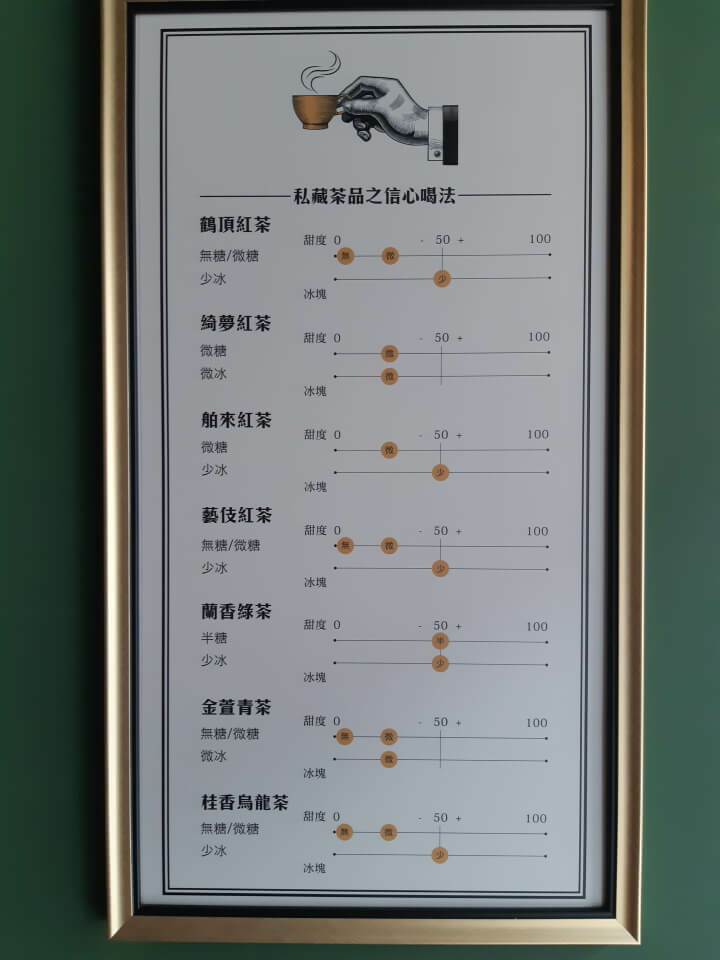 私藏茶品之信心喝法
鶴頂紅茶
甜度 0 - 50 + 100
無糖/微糖
無 微
少冰
少
冰塊
綺夢紅茶
甜度 0 - 50 + 100
微糖
微
微冰
微
冰塊
舶來紅茶
甜度 0 - 50 + 100
微糖
微
少冰
少
冰塊
藝伎紅茶
甜度 0 - 50 + 100
無糖/微糖
無 微
少冰
少
冰塊
蘭香綠茶
甜度 0 - 50 + 100
半糖
半
少冰
少
冰塊
金萱青茶
甜度 0 - 50 + 100
無糖/微糖
無 微
微冰
微
冰塊
桂香烏龍茶
甜度 0 - 50 + 100
無糖/微糖
無 微
少冰
少
冰塊